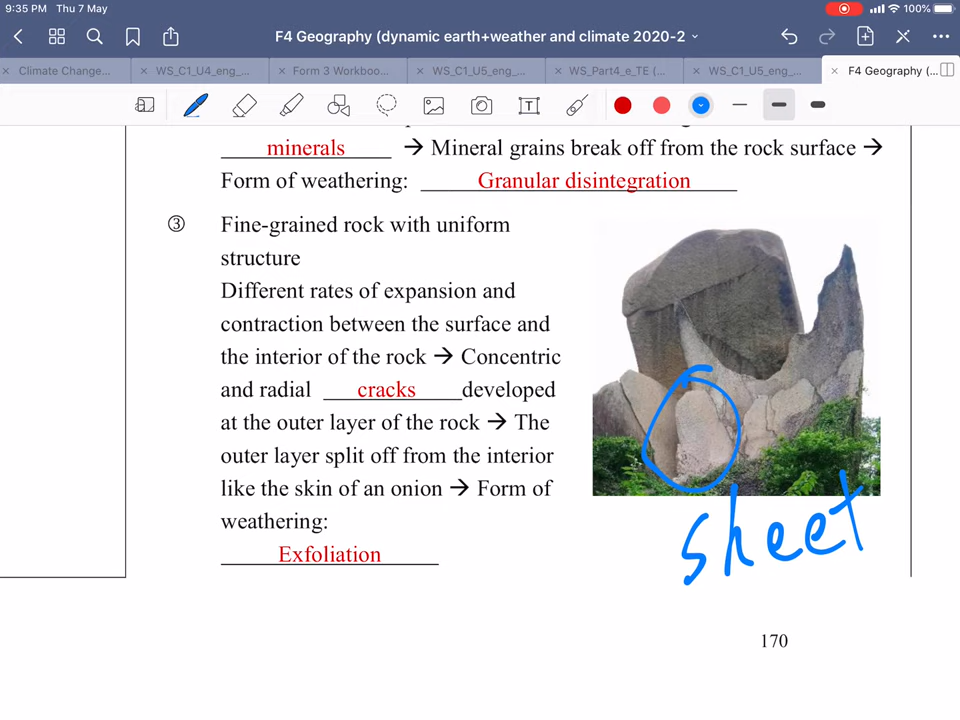 9:35 PM Thu 7 May
100%
F4 Geography (dynamic earth+weather and climate 2020-2
Climate Change...
WS_C1_U4_eng_...
Form 3 Workboo...
WS_C1_U5_eng_...
WS_Part4_e_TE (...
WS_C1_U5_eng_...
F4 Geography (...
minerals → Mineral grains break off from the rock surface →
Form of weathering: Granular disintegration
③ Fine-grained rock with uniform
structure
Different rates of expansion and
contraction between the surface and
the interior of the rock → Concentric
and radial cracks developed
at the outer layer of the rock → The
outer layer split off from the interior
like the skin of an onion → Form of
weathering:
Exfoliation
sheet
170